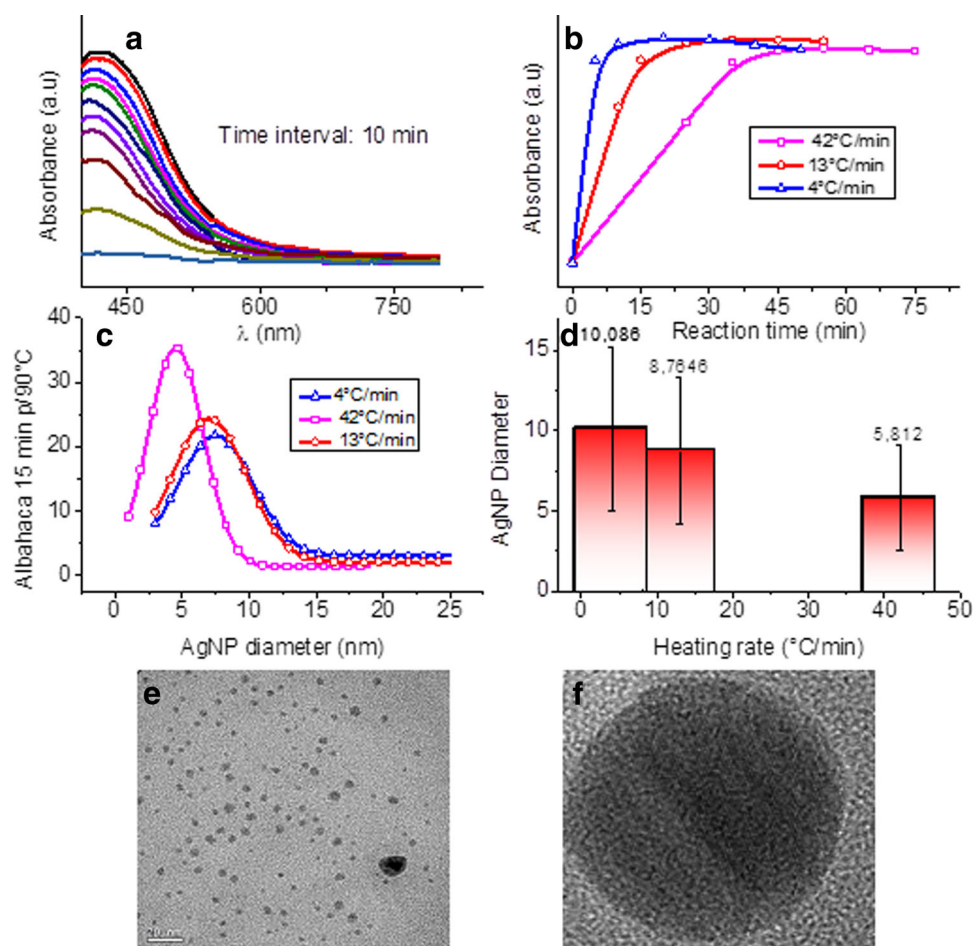 a
Absorbance (a.u)
Time interval: 10 min
450
600
750
λ (nm)
b
Absorbance (a.u)
42°C/min
13°C/min
4°C/min
0
15
30
45
60
75
Reaction time (min)
c
Albahaca 15 min p/90°C
40
30
20
10
0
4°C/min
42°C/min
13°C/min
0
5
10
15
20
25
AgNP diameter (nm)
d
AgNP Diameter
15
10
5
0
10,086
8,7646
5,812
0
10
20
30
40
50
Heating rate (°C/min)
e
20 nm
f